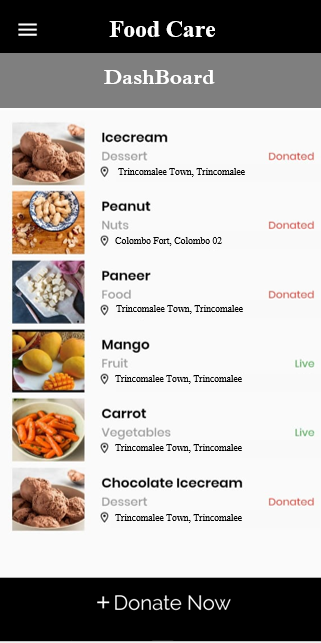 Food Care
DashBoard
Icecream
Dessert
Donated
Trincomalee Town, Trincomalee
Peanut
Nuts
Donated
Colombo Fort, Colombo 02
Paneer
Food
Donated
Trincomalee Town, Trincomalee
Mango
Fruit
Live
Trincomalee Town, Trincomalee
Carrot
Vegetables
Live
Trincomalee Town, Trincomalee
Chocolate Icecream
Dessert
Donated
Trincomalee Town, Trincomalee
+ Donate Now